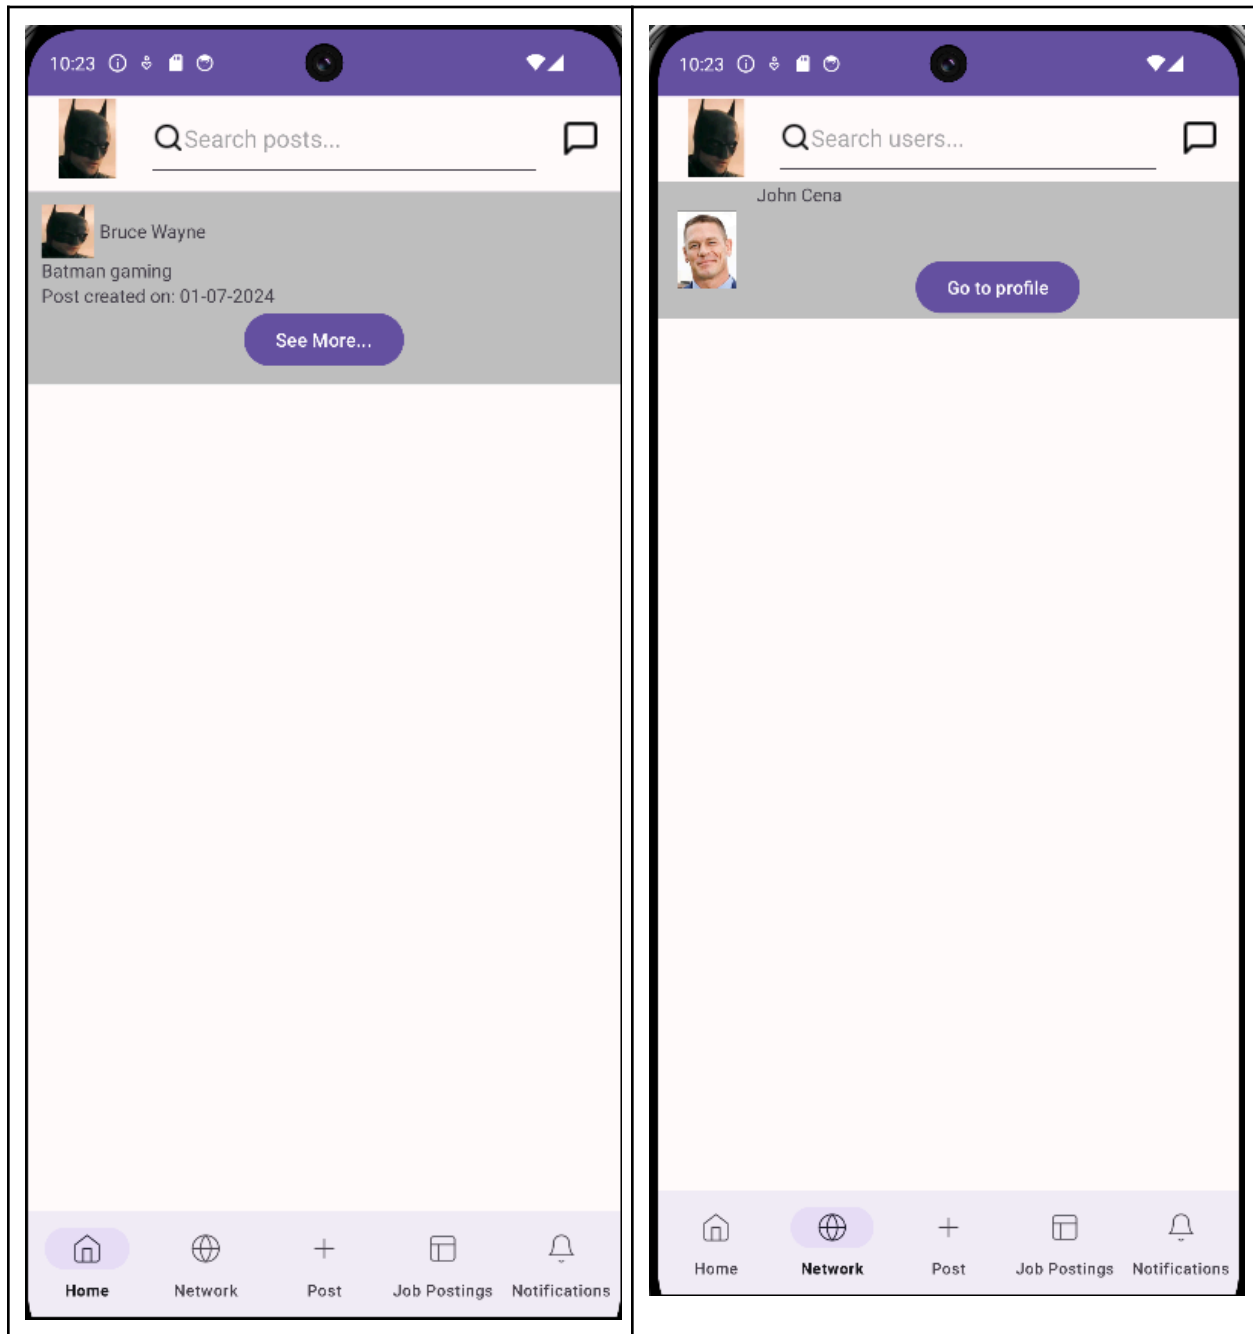 10:23
Search posts...
Bruce Wayne
Batman gaming
Post created on: 01-07-2024
See More...
Home Network Post Job Postings Notifications
10:23
Search users...
John Cena
Go to profile
Home Network Post Job Postings Notifications